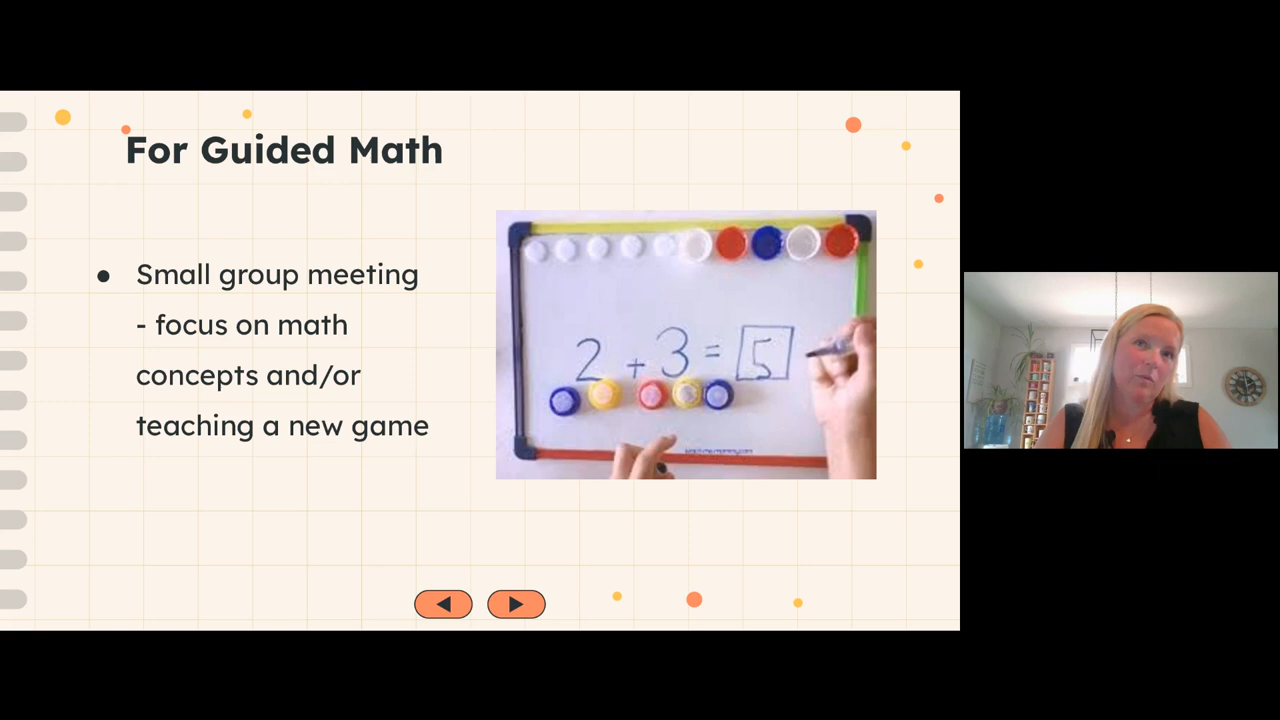 For Guided Math
● Small group meeting
- focus on math
concepts and/or
teaching a new game
2 + 3 = 5